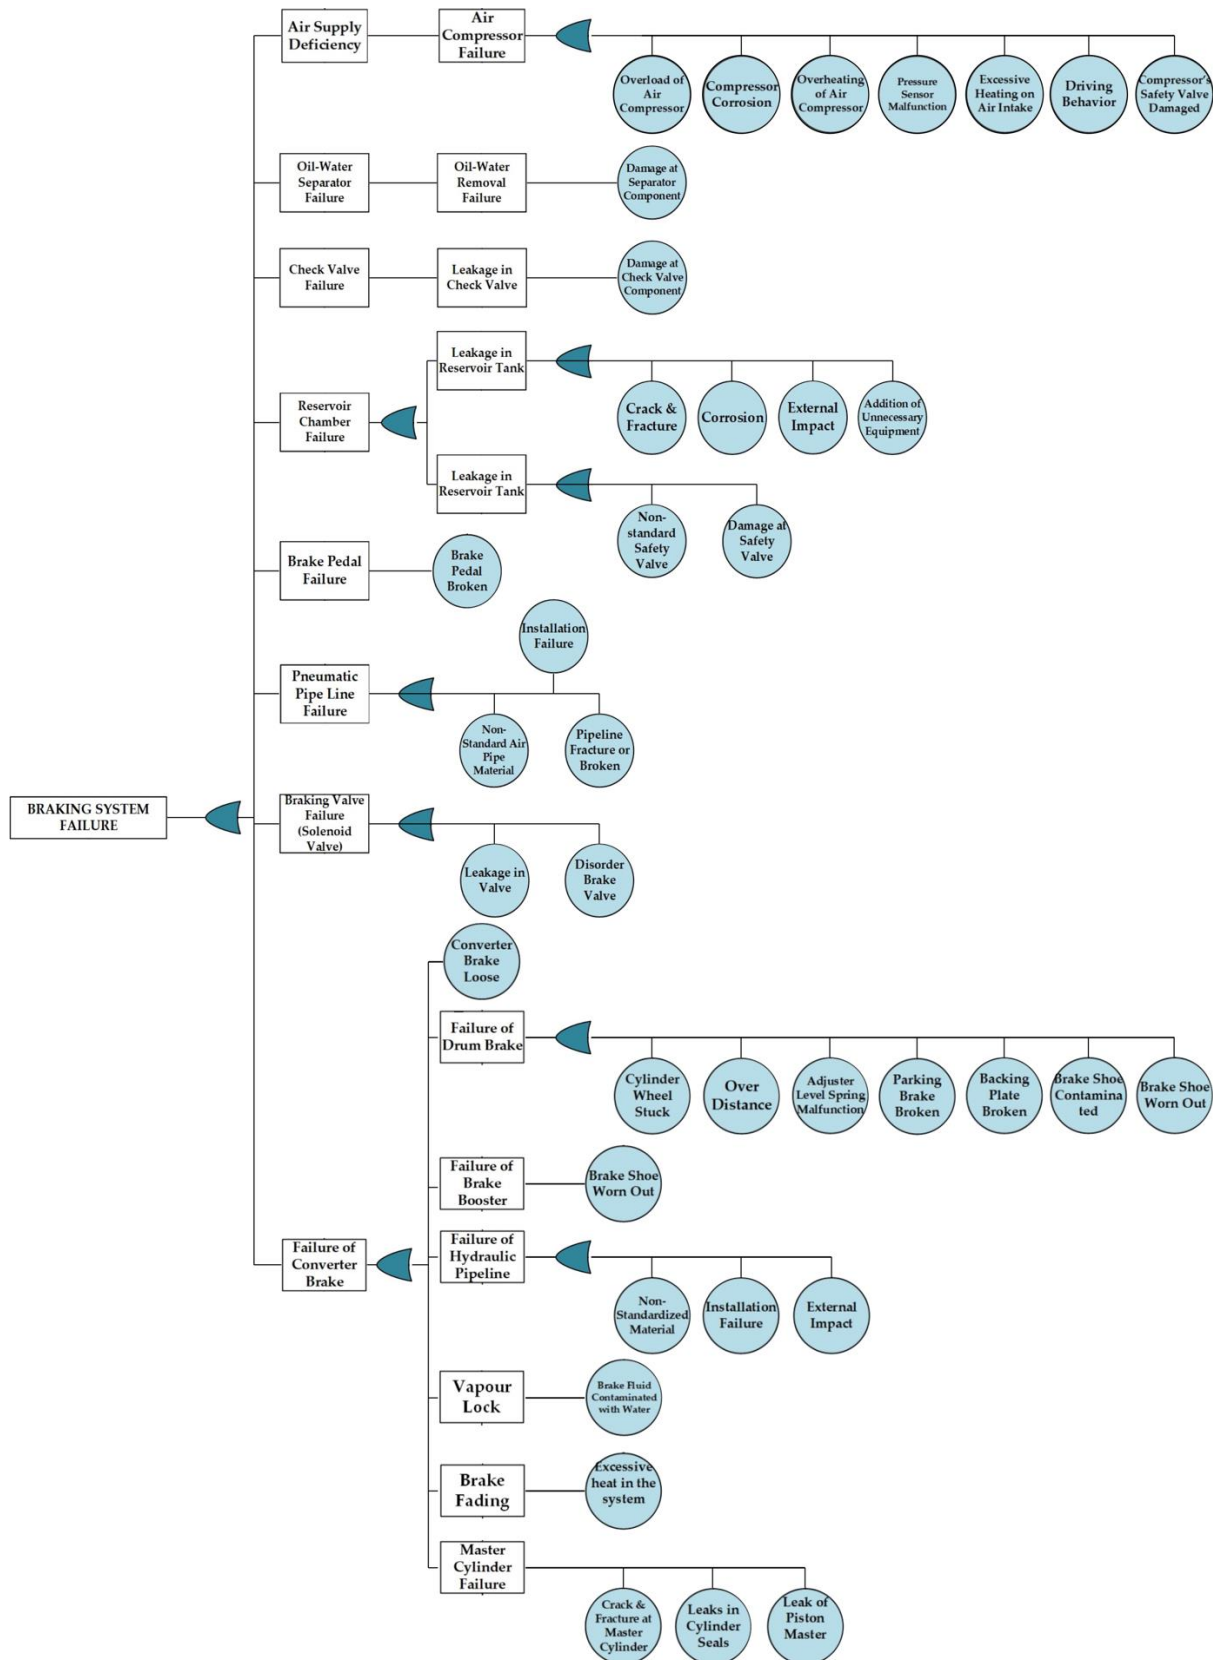 Air Supply
Deficiency
Air
Compressor
Failure
Overload of
Air
Compressor
Compressor
Corrosion
Overheating
of Air
Compressor
Pressure
Sensor
Malfunction
Excessive
Heating on
Air Intake
Driving
Behavior
Compressor's
Safety Valve
Damaged
Oil-Water
Separator
Failure
Oil-Water
Removal
Failure
Damage at
Separator
Component
Check Valve
Failure
Leakage in
Check Valve
Damage at
Check Valve
Component
Reservoir
Chamber
Failure
Leakage in
Reservoir Tank
Crack &
Fracture
Corrosion
External
Impact
Addition of
Unnecessary
Equipment
Leakage in
Reservoir Tank
Non-
standard
Safety
Valve
Damage at
Safety
Valve
Brake Pedal
Failure
Brake
Pedal
Broken
Pneumatic
Pipe Line
Failure
Installation
Failure
Non-
Standard Air
Pipe
Material
Pipeline
Fracture or
Broken
BRAKING SYSTEM
FAILURE
Braking Valve
Failure
(Solenoid
Valve)
Leakage in
Valve
Disorder
Brake
Valve
Failure of
Converter
Brake
Converter
Brake
Loose
Failure of
Drum Brake
Cylinder
Wheel
Stuck
Over
Distance
Adjuster
Level Spring
Malfunction
Parking
Brake
Broken
Backing
Plate
Broken
Brake Shoe
Contamina
ted
Brake Shoe
Worn Out
Failure of
Brake
Booster
Brake Shoe
Worn Out
Failure of
Hydraulic
Pipeline
Non-
Standardized
Material
Installation
Failure
External
Impact
Vapour
Lock
Brake Fluid
Contaminated
with Water
Brake
Fading
Excessive
heat in the
system
Master
Cylinder
Failure
Crack &
Fracture at
Master
Cylinder
Leaks in
Cylinder
Seals
Leak of
Piston
Master